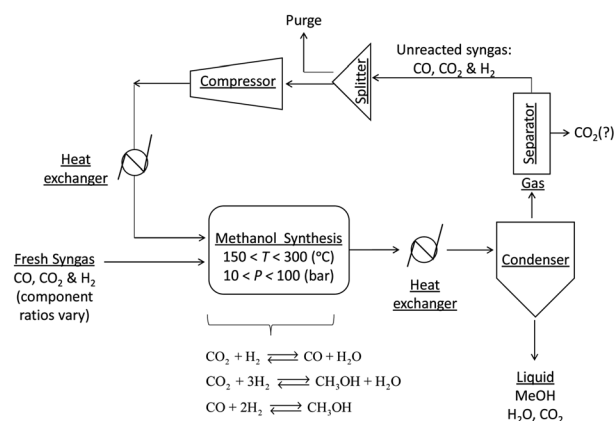 Purge
Compressor
Splitter
Unreacted syngas:
CO, CO₂ & H₂
Separator
CO₂(?)
Gas
Heat
exchanger
Fresh Syngas
CO, CO₂ & H₂
(component
ratios vary)
Methanol Synthesis
150 < T < 300 (°C)
10 < P < 100 (bar)
Heat
exchanger
Condenser
CO₂ + H₂ ⇌ CO + H₂O
CO₂ + 3H₂ ⇌ CH₃OH + H₂O
CO + 2H₂ ⇌ CH₃OH
Liquid
MeOH
H₂O, CO₂